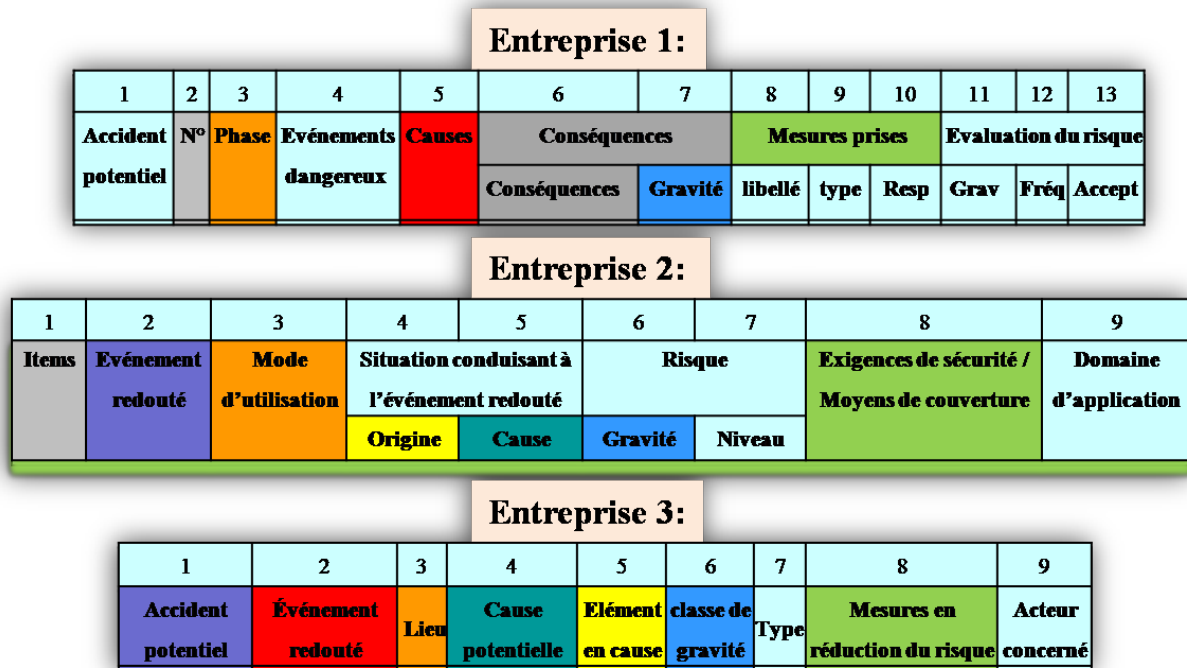 Entreprise 1:
1 2 3 4 5 6 7 8 9 10 11 12 13
Accident N° Phase Evénements Causes Conséquences Mesures prises Evaluation du risque
potentiel dangereux Conséquences Gravité libellé type Resp Grav Fréq Accept
Entreprise 2:
1 2 3 4 5 6 7 8 9
Items Evénement Mode Situation conduisant à Risque Exigences de sécurité / Domaine
redouté d'utilisation l'événement redouté Moyens de couverture d'application
Origine Cause Gravité Niveau
Entreprise 3:
1 2 3 4 5 6 7 8 9
Accident Événement Lieu Cause Elément classe de Type Mesures en Acteur
potentiel redouté potentielle en cause gravité réduction du risque concerné